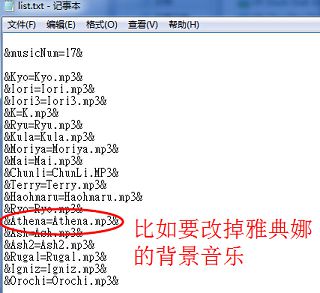 list.txt - 记事本
文件(F) 编辑(E) 格式(O) 查看(V) 帮助(H)
&musicNum=17&
&Kyo=Kyo.mp3&
&Iori=Iori.mp3&
&Iori3=Iori3.mp3&
&K=K.mp3&
&Ryu=Ryu.mp3&
&Kula=Kula.mp3&
&Moriya=Moriya.mp3&
&Mai=Mai.mp3&
&Chunli=ChunLi.MP3&
&Terry=Terry.mp3&
&Haohmaru=Haohmaru.mp3&
&Ryo=Ryo.mp3&
&Athena=Athena.mp3&
&Ash=Ash.mp3&
&Ash2=Ash2.mp3&
&Rugal=Rugal.mp3&
&Igniz=Igniz.mp3&
&Orochi=Orochi.mp3&
比如要改掉雅典娜
的背景音乐